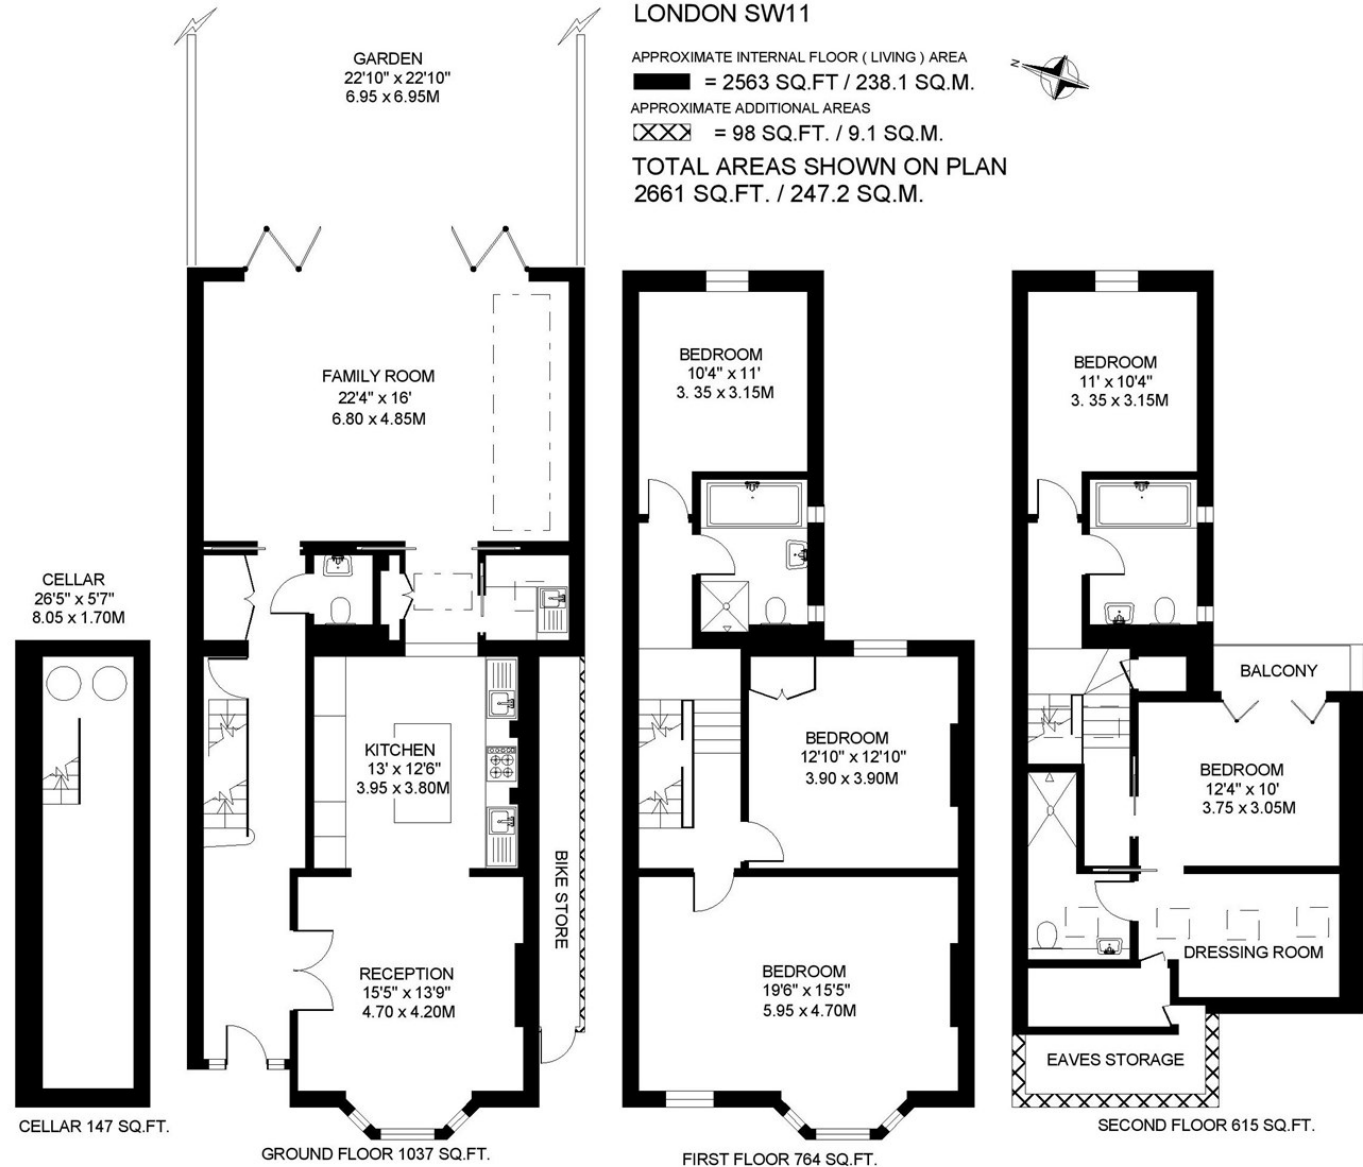 LONDON SW11
APPROXIMATE INTERNAL FLOOR ( LIVING ) AREA
= 2563 SQ.FT / 238.1 SQ.M.
APPROXIMATE ADDITIONAL AREAS
= 98 SQ.FT. / 9.1 SQ.M.
TOTAL AREAS SHOWN ON PLAN
2661 SQ.FT. / 247.2 SQ.M.
N
GARDEN
22'10" x 22'10"
6.95 x 6.95M
FAMILY ROOM
22'4" x 16'
6.80 x 4.85M
CELLAR
26'5" x 5'7"
8.05 x 1.70M
KITCHEN
13' x 12'6"
3.95 x 3.80M
BIKE STORE
RECEPTION
15'5" x 13'9"
4.70 x 4.20M
CELLAR 147 SQ.FT.
GROUND FLOOR 1037 SQ.FT.
BEDROOM
10'4" x 11'
3. 35 x 3.15M
BEDROOM
12'10" x 12'10"
3.90 x 3.90M
BEDROOM
19'6" x 15'5"
5.95 x 4.70M
FIRST FLOOR 764 SQ.FT.
BEDROOM
11' x 10'4"
3. 35 x 3.15M
BALCONY
BEDROOM
12'4" x 10'
3.75 x 3.05M
DRESSING ROOM
EAVES STORAGE
SECOND FLOOR 615 SQ.FT.